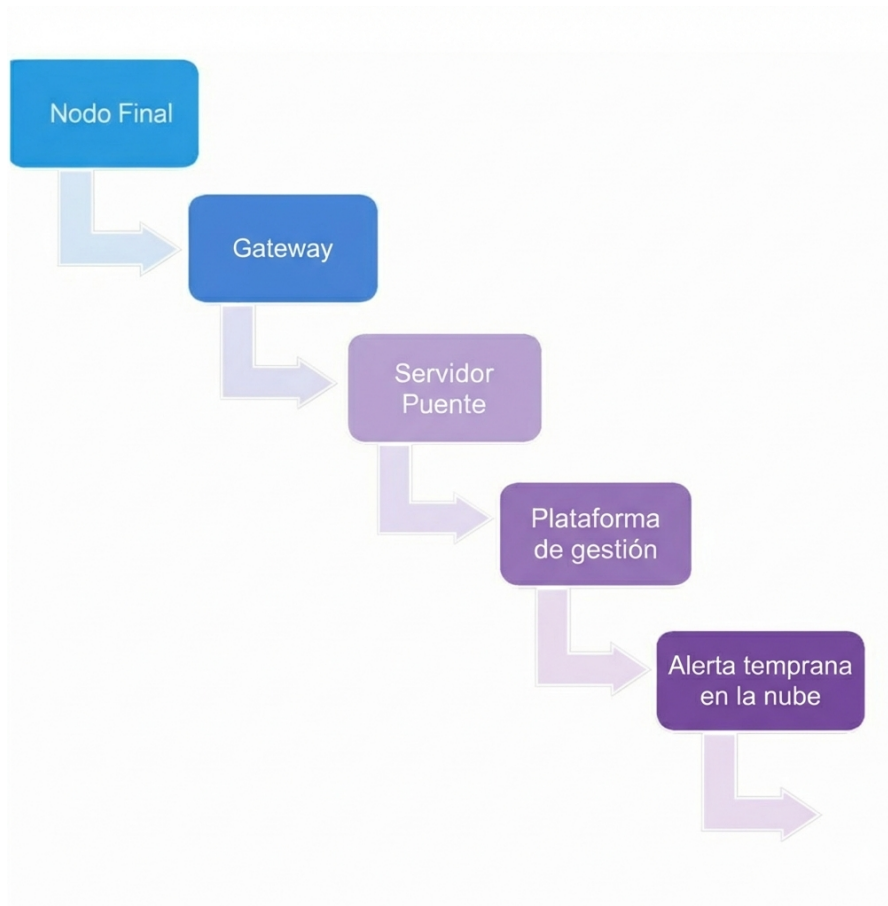 Nodo Final
Gateway
Servidor
Puente
Plataforma
de gestión
Alerta temprana
en la nube